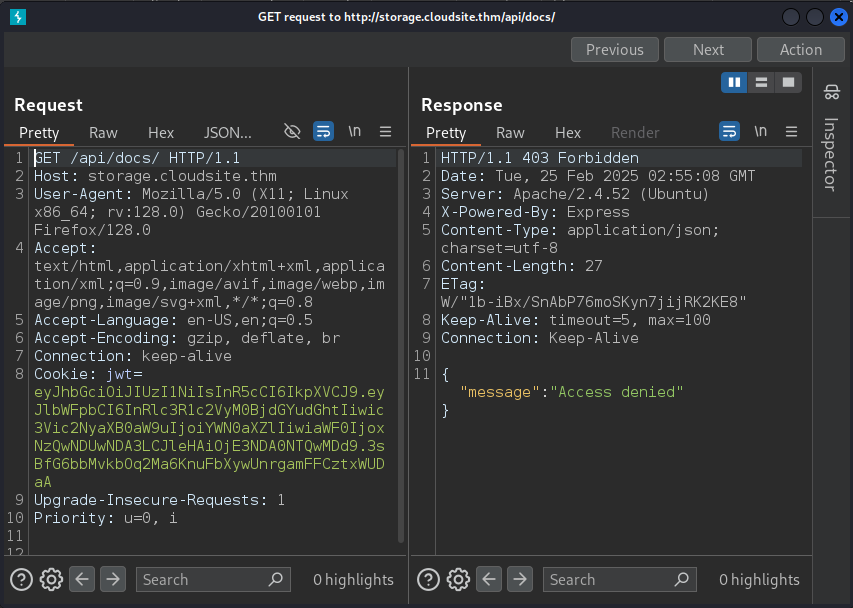 GET request to http://storage.cloudsite.thm/api/docs/
Previous
Next
Action
Request
Pretty
Raw
Hex
JSON...
\n
1 GET /api/docs/ HTTP/1.1
2 Host: storage.cloudsite.thm
3 User-Agent: Mozilla/5.0 (X11; Linux
x86_64; rv:128.0) Gecko/20100101
Firefox/128.0
4 Accept:
text/html,application/xhtml+xml,applica
tion/xml;q=0.9,image/avif,image/webp,im
age/png,image/svg+xml,*/*;q=0.8
5 Accept-Language: en-US,en;q=0.5
6 Accept-Encoding: gzip, deflate, br
7 Connection: keep-alive
8 Cookie: jwt=
eyJhbGciOiJIUzI1NiIsInR5cCI6IkpXVCJ9.ey
JlbWFpbCI6InRlc3R1c2VyM0BjdGYudGhtIiwic
3Vic2NyaXB0aW9uIjoiYWN0aXZlIiwiaWF0Ijox
NzQwNDUwNDA3LCJleHAiOjE3NDA0NTQwMDd9.3s
BfG6bbMvkbOq2Ma6KnuFbXywUnrgamFFCztxWUD
aA
9 Upgrade-Insecure-Requests: 1
10 Priority: u=0, i
11
12
Search
0 highlights
Response
Pretty
Raw
Hex
Render
\n
1 HTTP/1.1 403 Forbidden
2 Date: Tue, 25 Feb 2025 02:55:08 GMT
3 Server: Apache/2.4.52 (Ubuntu)
4 X-Powered-By: Express
5 Content-Type: application/json;
charset=utf-8
6 Content-Length: 27
7 ETag:
W/"1b-iBx/SnAbP76moSKyn7jijRK2KE8"
8 Keep-Alive: timeout=5, max=100
9 Connection: Keep-Alive
10
11 {
"message":"Access denied"
}
Search
0 highlights
Inspector